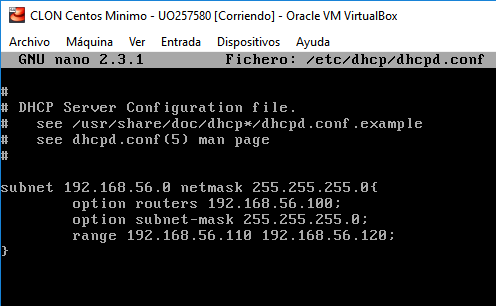 CLON Centos Minimo - UO257580 [Corriendo] - Oracle VM VirtualBox
Archivo Máquina Ver Entrada Dispositivos Ayuda
GNU nano 2.3.1 Fichero: /etc/dhcp/dhcpd.conf
#
# DHCP Server Configuration file.
#   see /usr/share/doc/dhcp*/dhcpd.conf.example
#   see dhcpd.conf(5) man page
#
subnet 192.168.56.0 netmask 255.255.255.0{
        option routers 192.168.56.100;
        option subnet-mask 255.255.255.0;
        range 192.168.56.110 192.168.56.120;
}